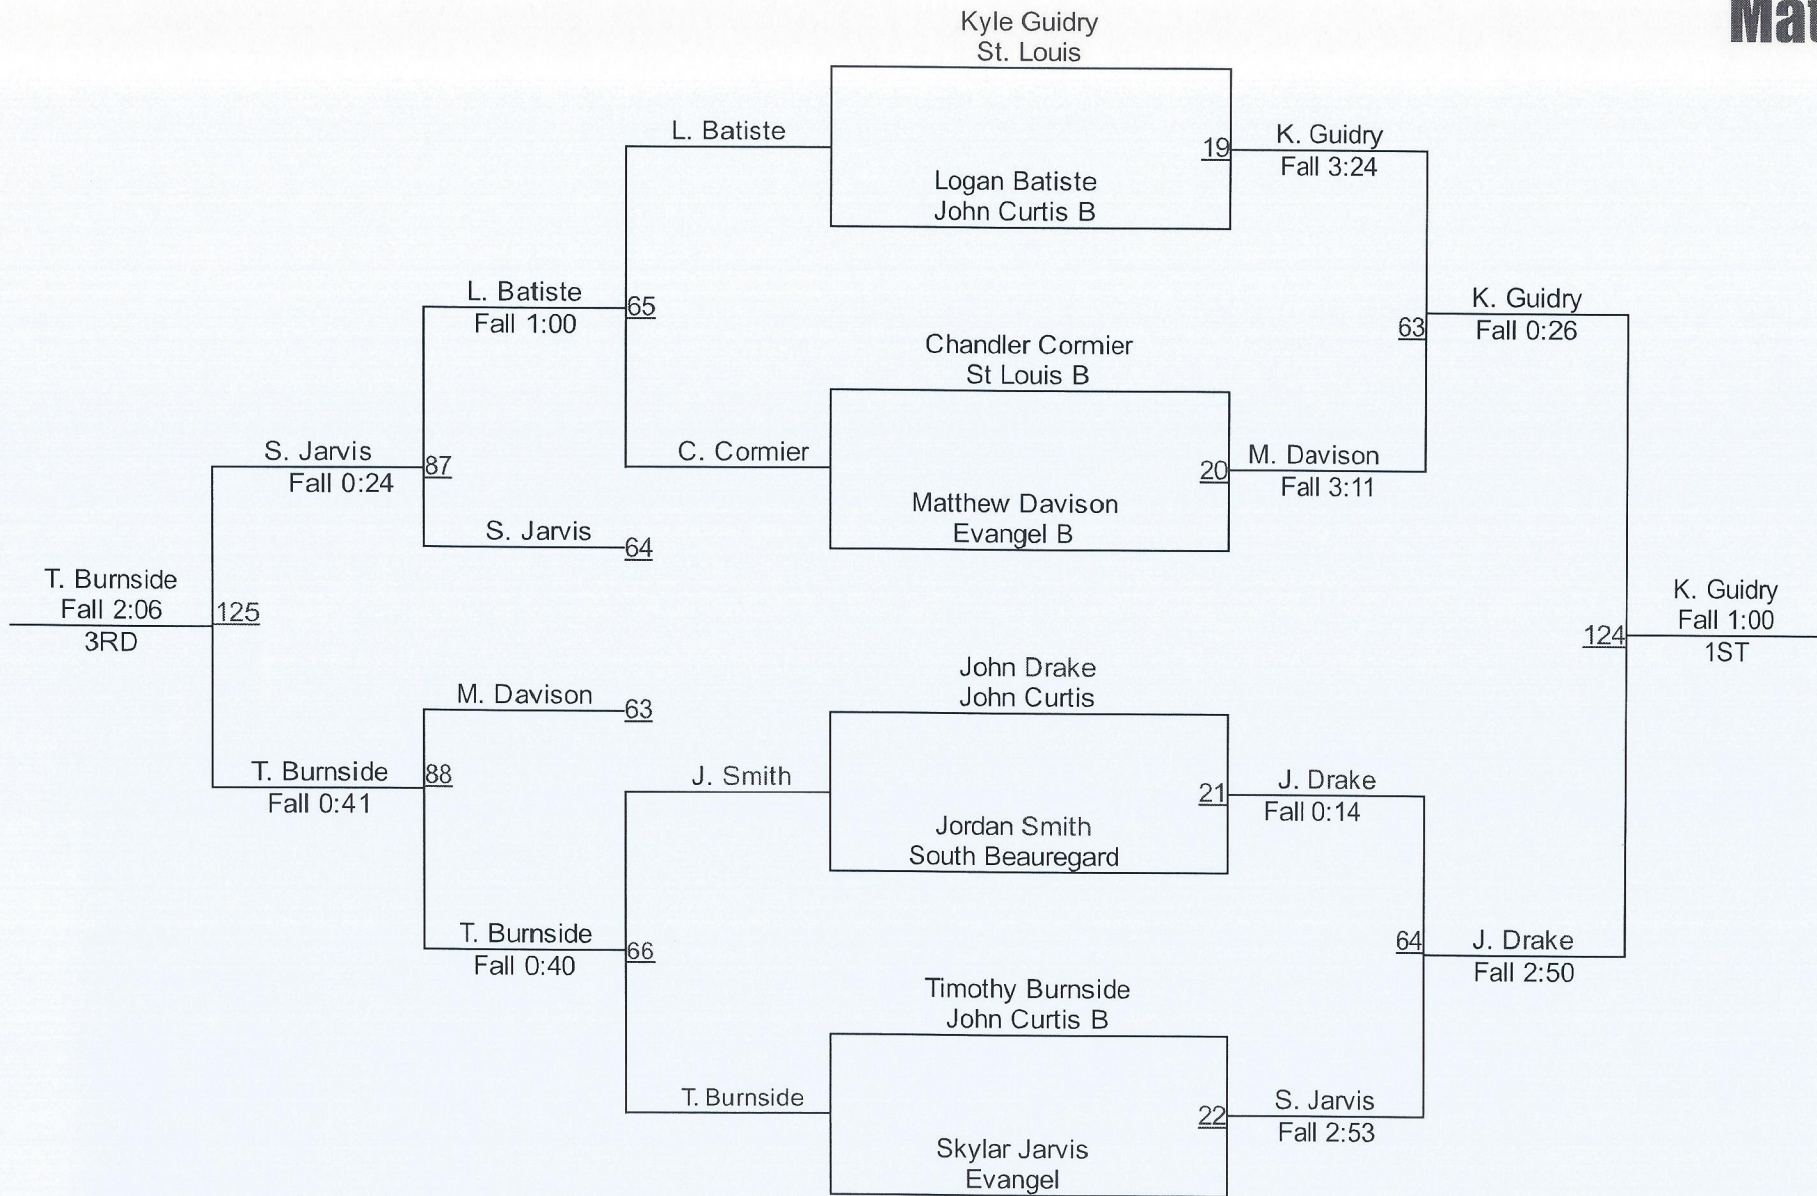 Mat
Kyle Guidry
St. Louis
L. Batiste
19
K. Guidry
Fall 3:24
Logan Batiste
John Curtis B
L. Batiste
Fall 1:00
65
K. Guidry
Fall 0:26
63
Chandler Cormier
St Louis B
S. Jarvis
Fall 0:24
87
C. Cormier
20
M. Davison
Fall 3:11
Matthew Davison
Evangel B
S. Jarvis
64
T. Burnside
Fall 2:06
3RD
125
K. Guidry
Fall 1:00
1ST
124
John Drake
John Curtis
M. Davison
63
T. Burnside
Fall 0:41
88
J. Smith
21
J. Drake
Fall 0:14
Jordan Smith
South Beauregard
T. Burnside
Fall 0:40
66
64
J. Drake
Fall 2:50
Timothy Burnside
John Curtis B
T. Burnside
22
S. Jarvis
Fall 2:53
Skylar Jarvis
Evangel